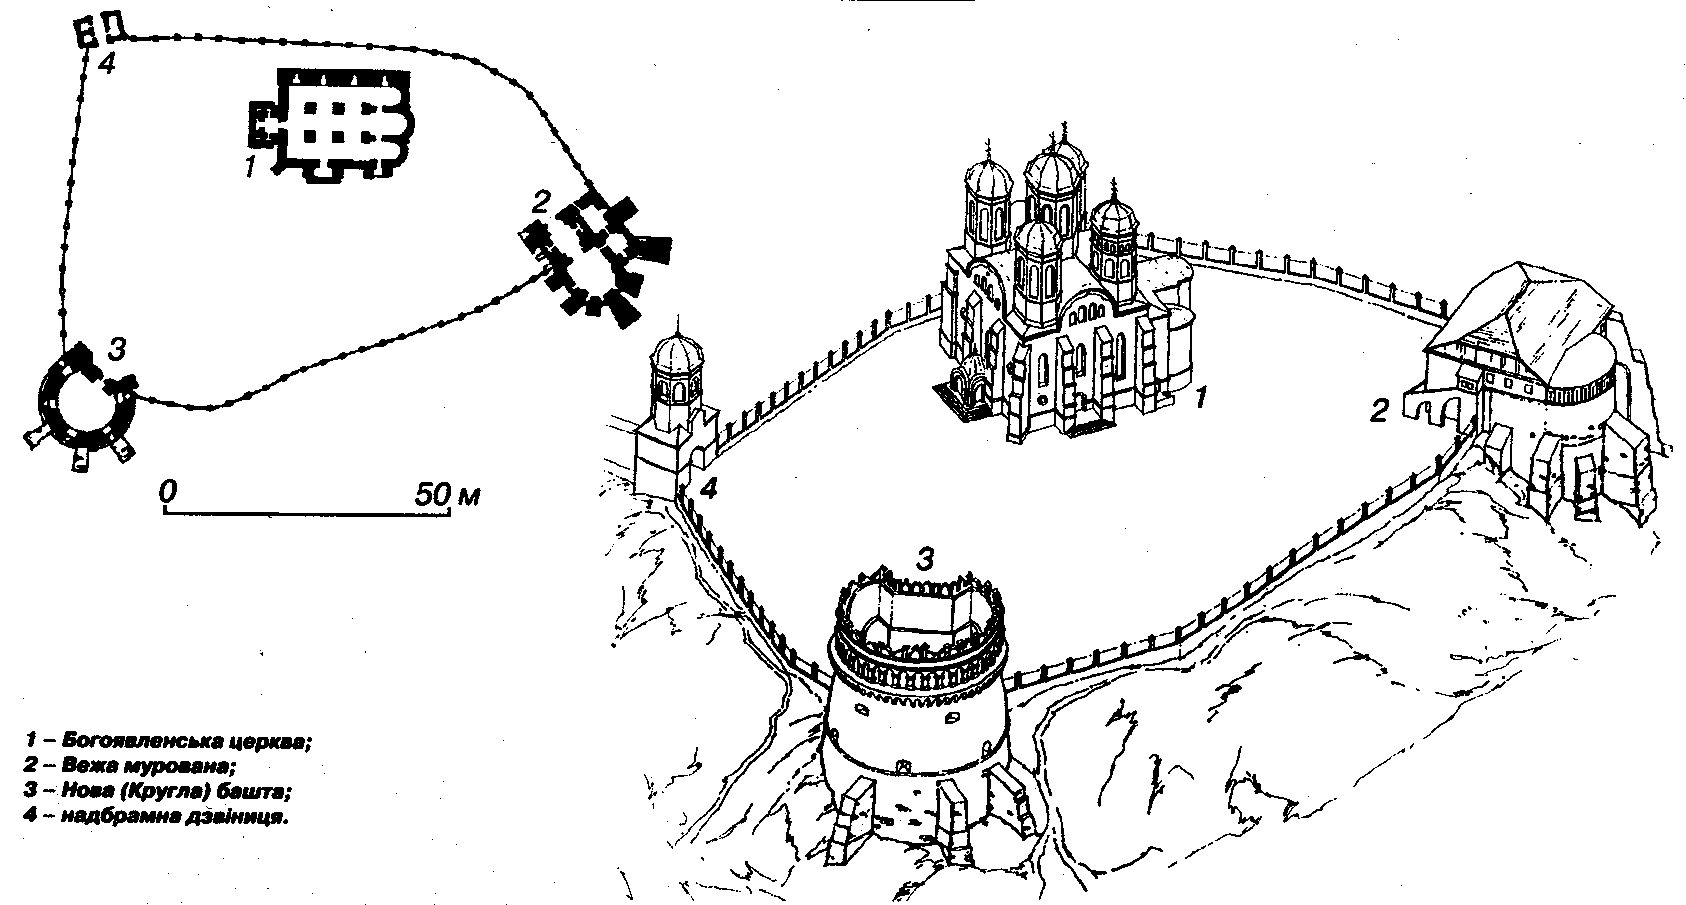 4
1
2
3
0 50 м
1
2
4
3
1 – Богоявленська церква;
2 – Вежа мурована;
3 – Нова (Кругла) башта;
4 – надбрамна дзвіниця.